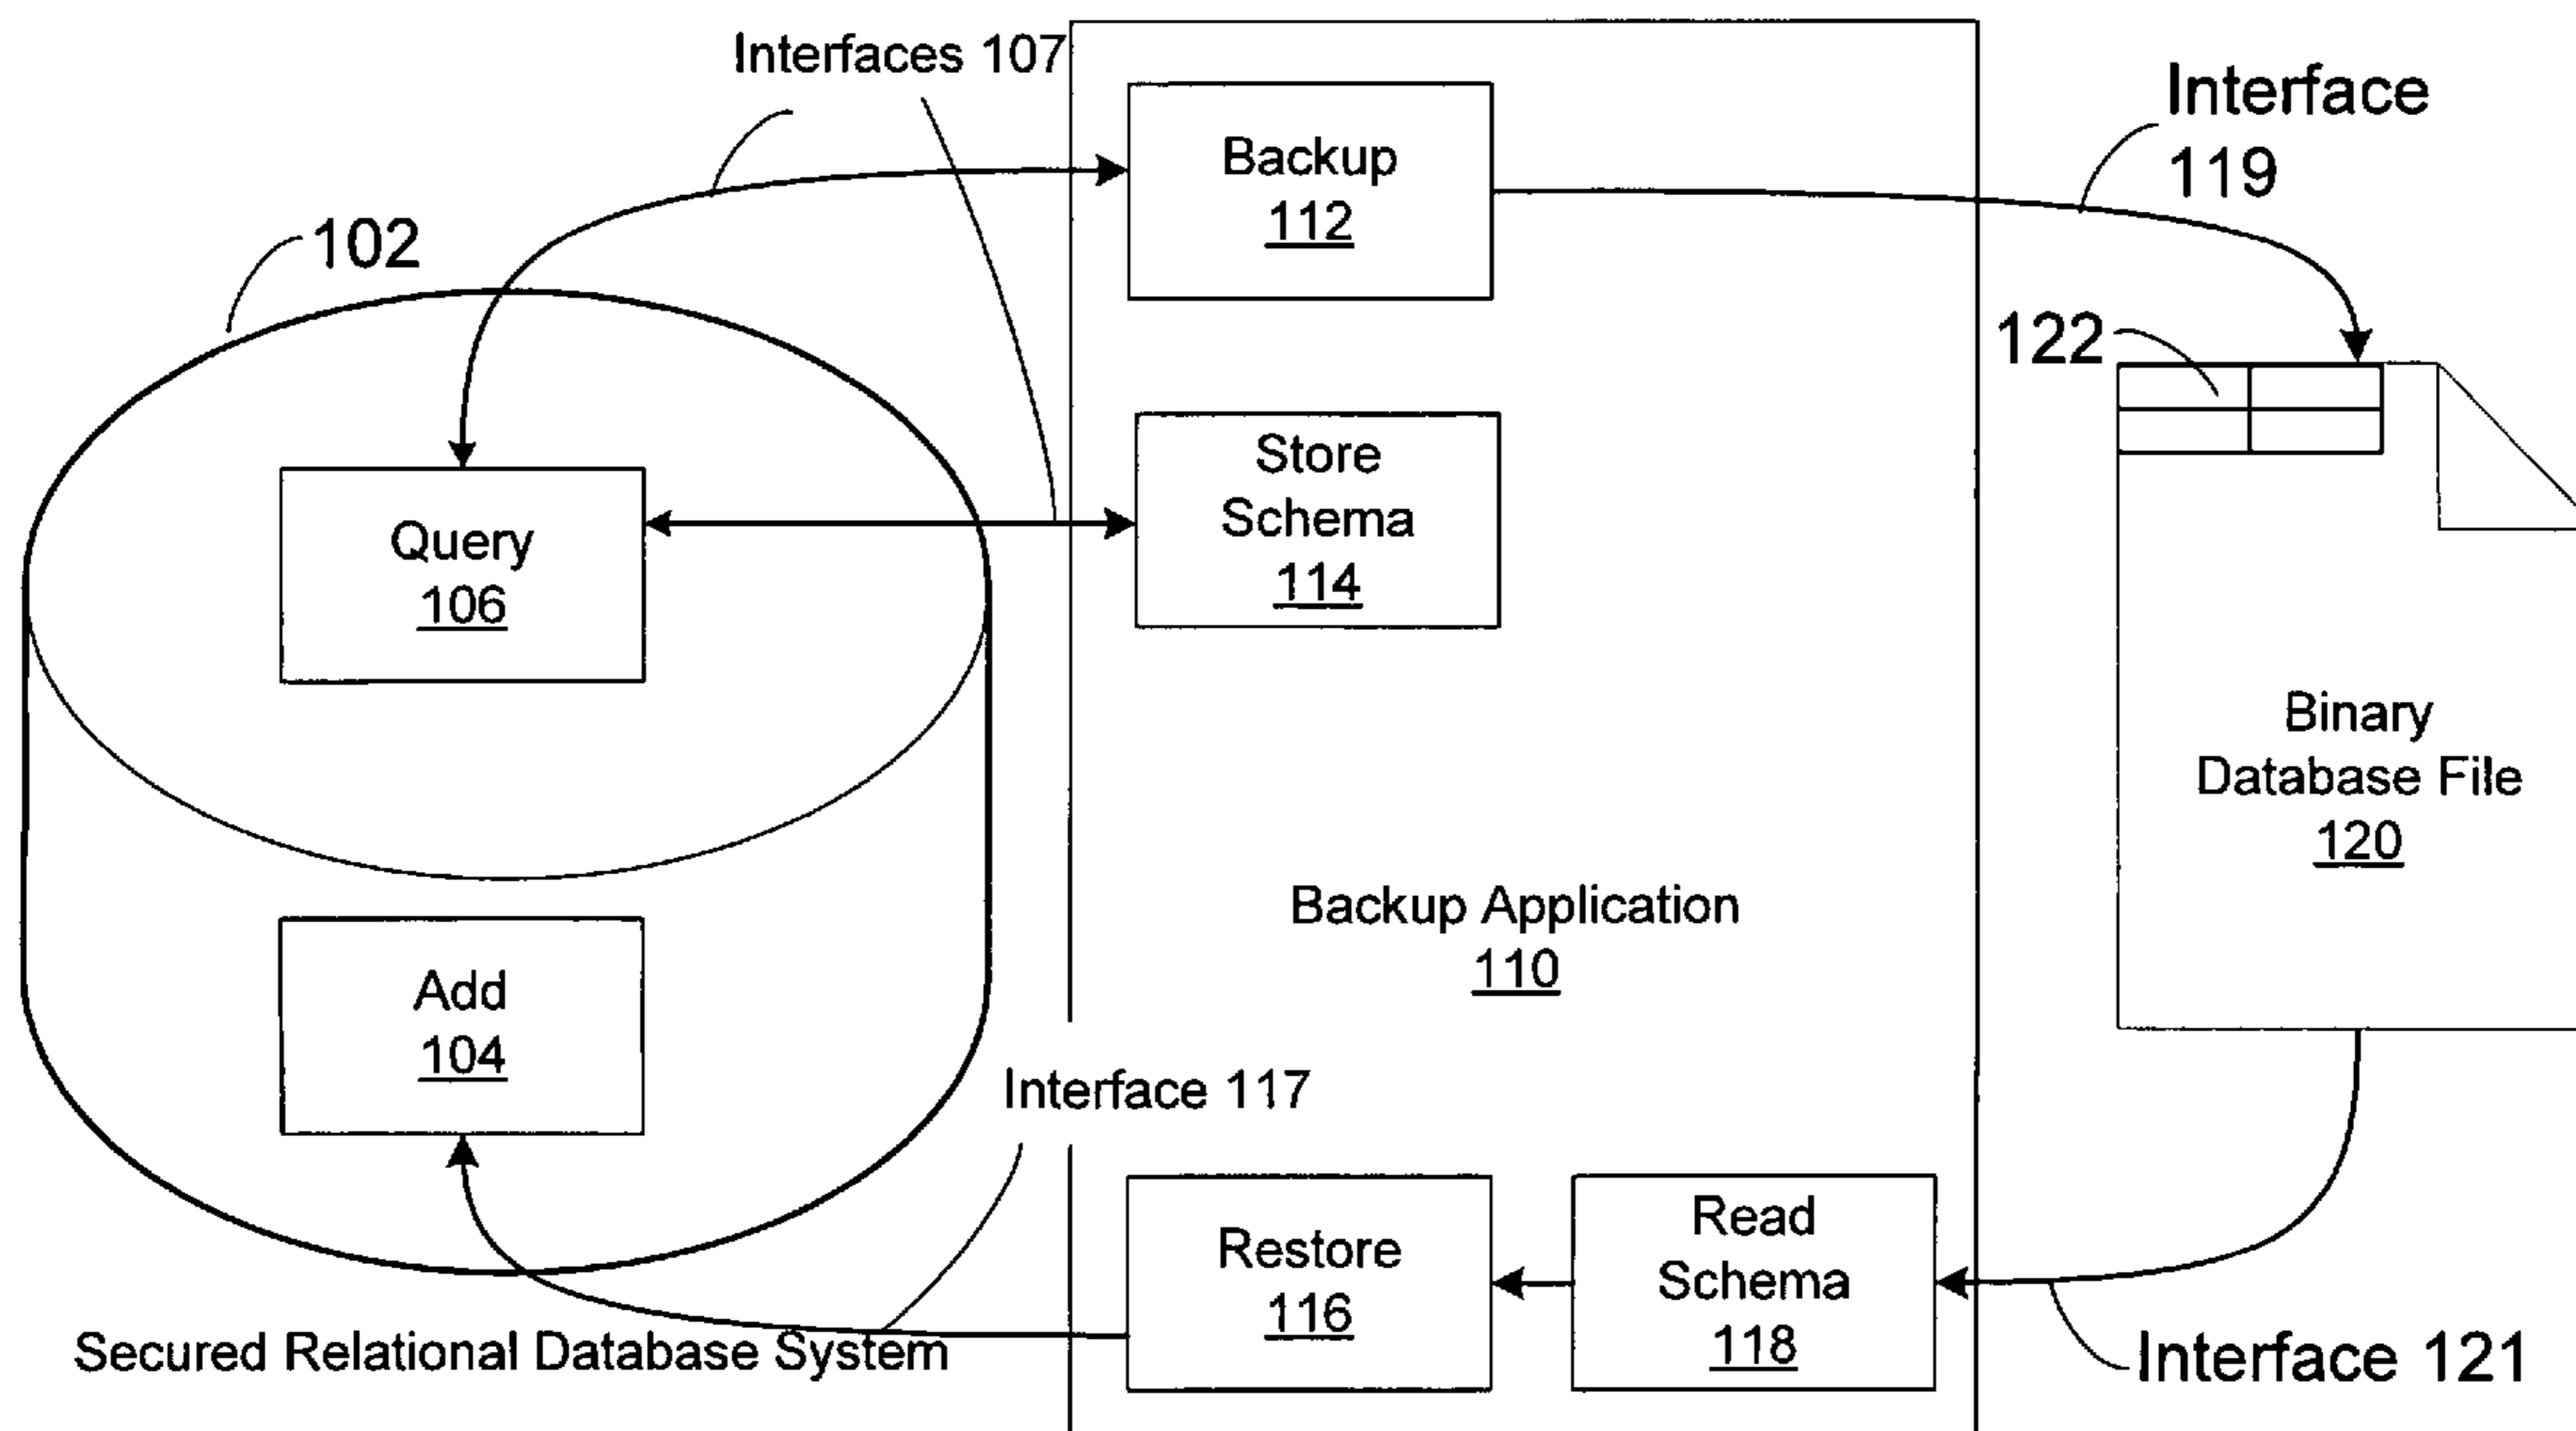 Interfaces 107
Interface
119
Backup
112
102
122
Store
Schema
114
Query
106
Binary
Database File
120
Backup Application
110
Add
104
Interface 117
Restore
116
Read
Schema
118
Secured Relational Database System
Interface 121